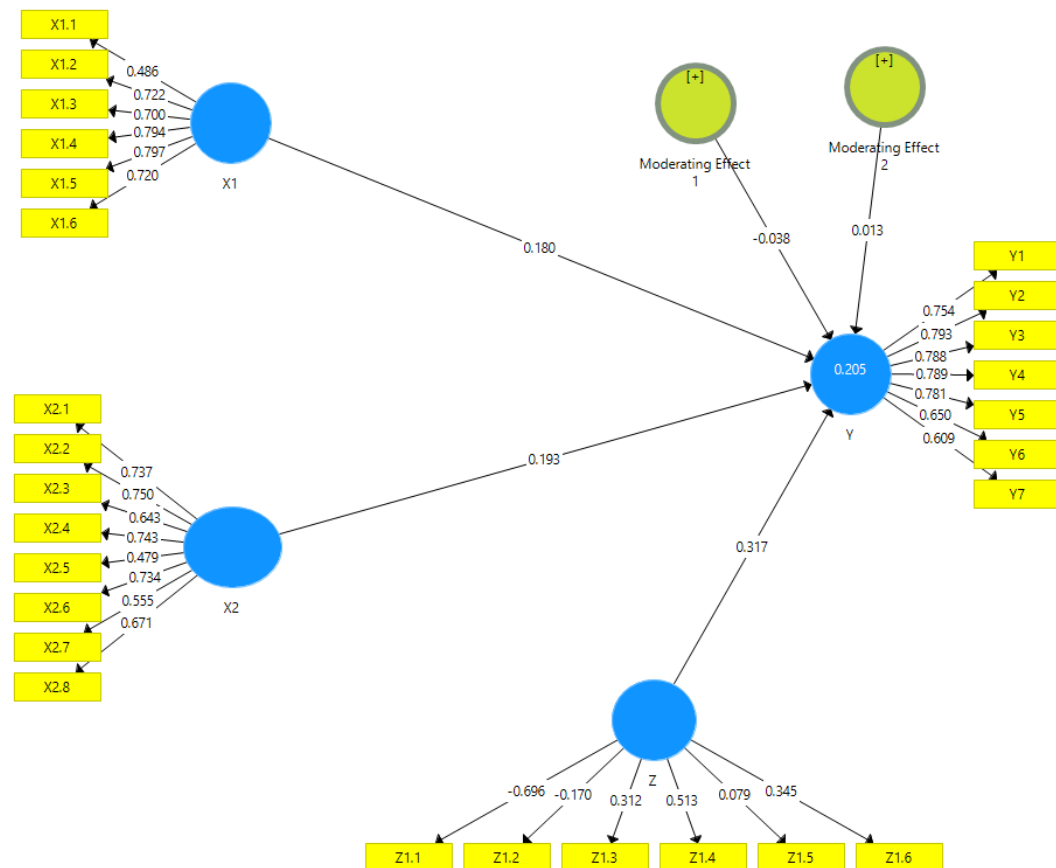 X1.1
X1.2
X1.3
X1.4
X1.5
X1.6
0.486
0.722
0.700
0.794
0.797
0.720
X1
[+]
Moderating Effect
1
[+]
Moderating Effect
2
0.180
-0.038
0.013
0.205
Y
0.754
0.793
0.788
0.789
0.781
0.650
0.609
Y1
Y2
Y3
Y4
Y5
Y6
Y7
X2.1
X2.2
X2.3
X2.4
X2.5
X2.6
X2.7
X2.8
0.737
0.750
0.643
0.743
0.479
0.734
0.555
0.671
X2
0.193
0.317
Z
-0.696
-0.170
0.312
0.513
0.079
0.345
Z1.1
Z1.2
Z1.3
Z1.4
Z1.5
Z1.6